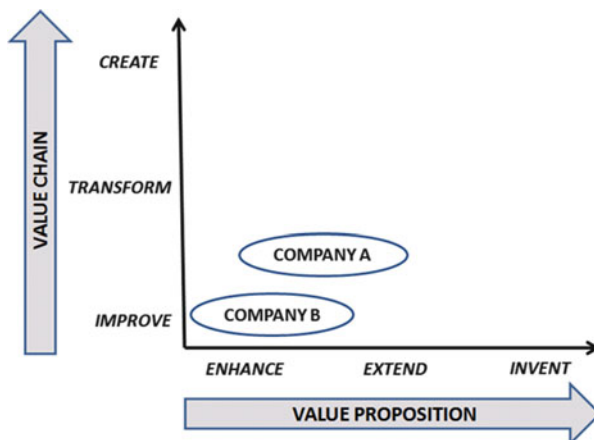 VALUE CHAIN
CREATE
TRANSFORM
IMPROVE
COMPANY A
COMPANY B
ENHANCE EXTEND INVENT
VALUE PROPOSITION